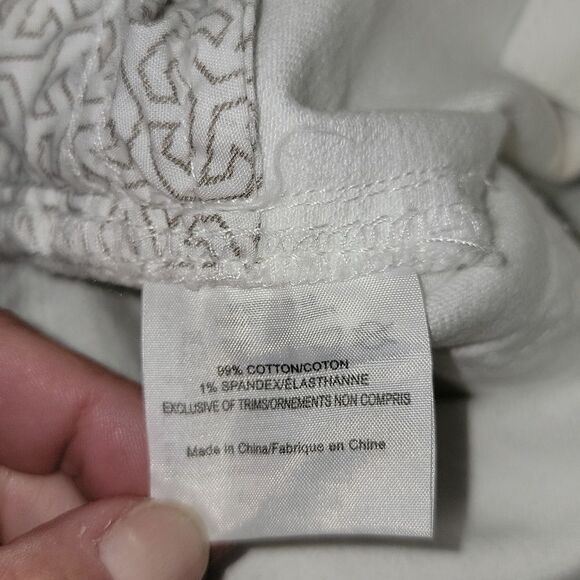 99% COTTON/COTON
1% SPANDEX/ÉLASTHANNE
EXCLUSIVE OF TRIMS/ORNEMENTS NON COMPRIS
Made in China/Fabrique en Chine